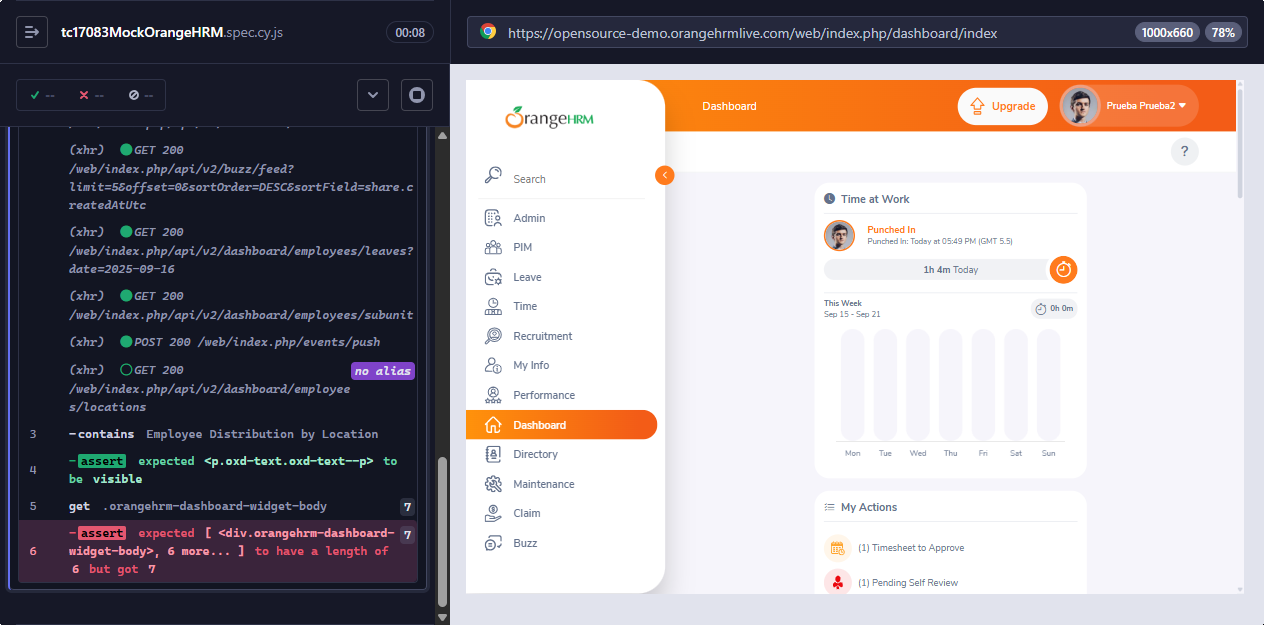 tc17083MockOrangeHRM.spec.cy.js
00:08
--
--
--
(xhr) GET 200
/web/index.php/api/v2/buzz/feed?
limit=5&offset=0&sortOrder=DESC&sortField=share.c
reatedAtUtc
(xhr) GET 200
/web/index.php/api/v2/dashboard/employees/leaves?
date=2025-09-16
(xhr) GET 200
/web/index.php/api/v2/dashboard/employees/subunit
(xhr) POST 200 /web/index.php/events/push
(xhr) GET 200 no alias
/web/index.php/api/v2/dashboard/employee
s/locations
3 -contains Employee Distribution by Location
4 -assert expected <p.oxd-text.oxd-text--p> to
be visible
5 get .orangehrm-dashboard-widget-body 7
6 -assert expected [ <div.orangehrm-dashboard- 7
widget-body>, 6 more... ] to have a length of
6 but got 7
https://opensource-demo.orangehrmlive.com/web/index.php/dashboard/index
1000x660
78%
OrangeHRM
Search
Admin
PIM
Leave
Time
Recruitment
My Info
Performance
Dashboard
Directory
Maintenance
Claim
Buzz
Dashboard
Upgrade
Prueba Prueba2
?
Time at Work
Punched In
Punched In: Today at 05:49 PM (GMT 5.5)
1h 4m Today
This Week
Sep 15 - Sep 21
0h 0m
Mon Tue Wed Thu Fri Sat Sun
My Actions
(1) Timesheet to Approve
(1) Pending Self Review